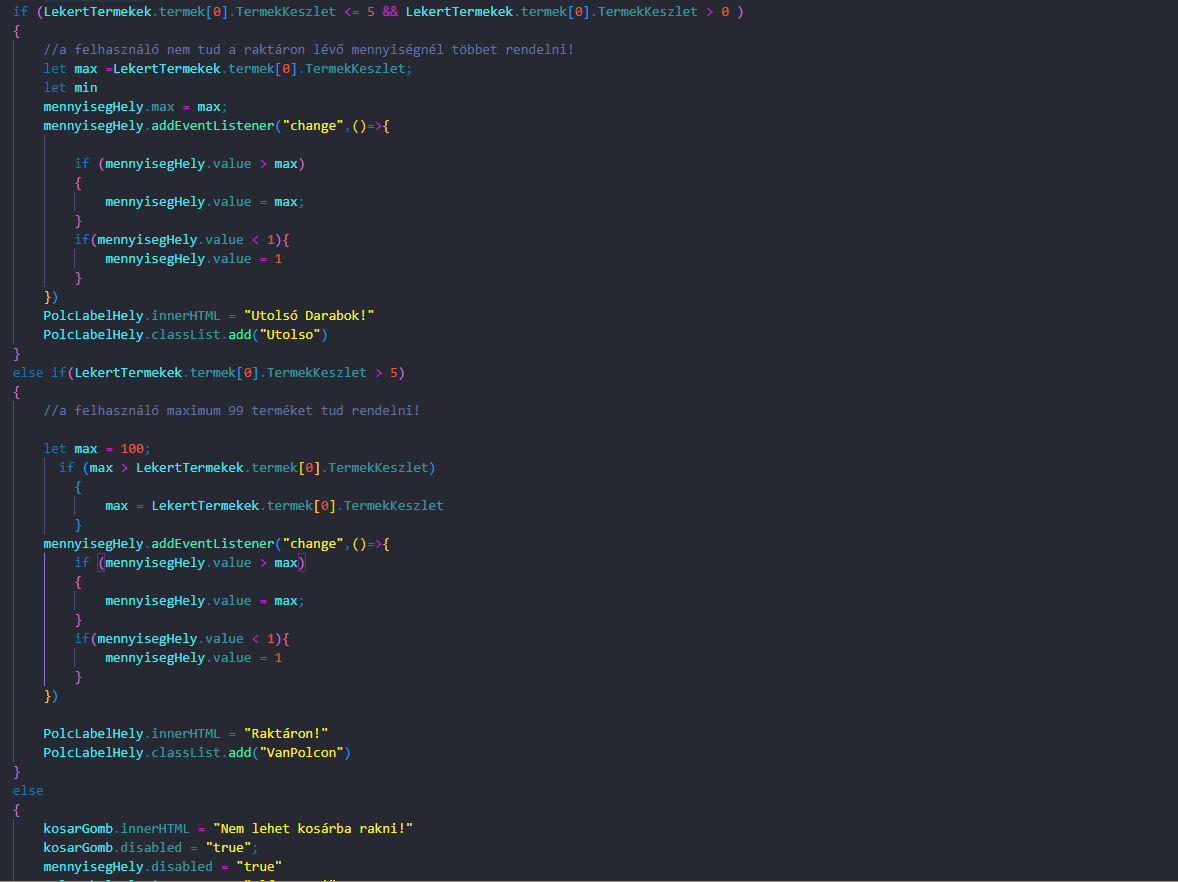 if (LekertTermekek.termek[0].TermekKeszlet <= 5 && LekertTermekek.termek[0].TermekKeszlet > 0 )
{
//a felhasználó nem tud a raktáron lévő mennyiségnél többet rendelni!
let max =LekertTermekek.termek[0].TermekKeszlet;
let min
mennyisegHely.max = max;
mennyisegHely.addEventListener("change",()=>{
if (mennyisegHely.value > max)
{
mennyisegHely.value = max;
}
if(mennyisegHely.value < 1){
mennyisegHely.value = 1
}
})
PolcLabelHely.innerHTML = "Utolsó Darabok!"
PolcLabelHely.classList.add("Utolso")
}
else if(LekertTermekek.termek[0].TermekKeszlet > 5)
{
//a felhasználó maximum 99 terméket tud rendelni!
let max = 100;
if (max > LekertTermekek.termek[0].TermekKeszlet)
{
max = LekertTermekek.termek[0].TermekKeszlet
}
mennyisegHely.addEventListener("change",()=>{
if (mennyisegHely.value > max)
{
mennyisegHely.value = max;
}
if(mennyisegHely.value < 1){
mennyisegHely.value = 1
}
})
PolcLabelHely.innerHTML = "Raktáron!"
PolcLabelHely.classList.add("VanPolcon")
}
else
{
kosarGomb.innerHTML = "Nem lehet kosárba rakni!"
kosarGomb.disabled = "true";
mennyisegHely.disabled = "true"